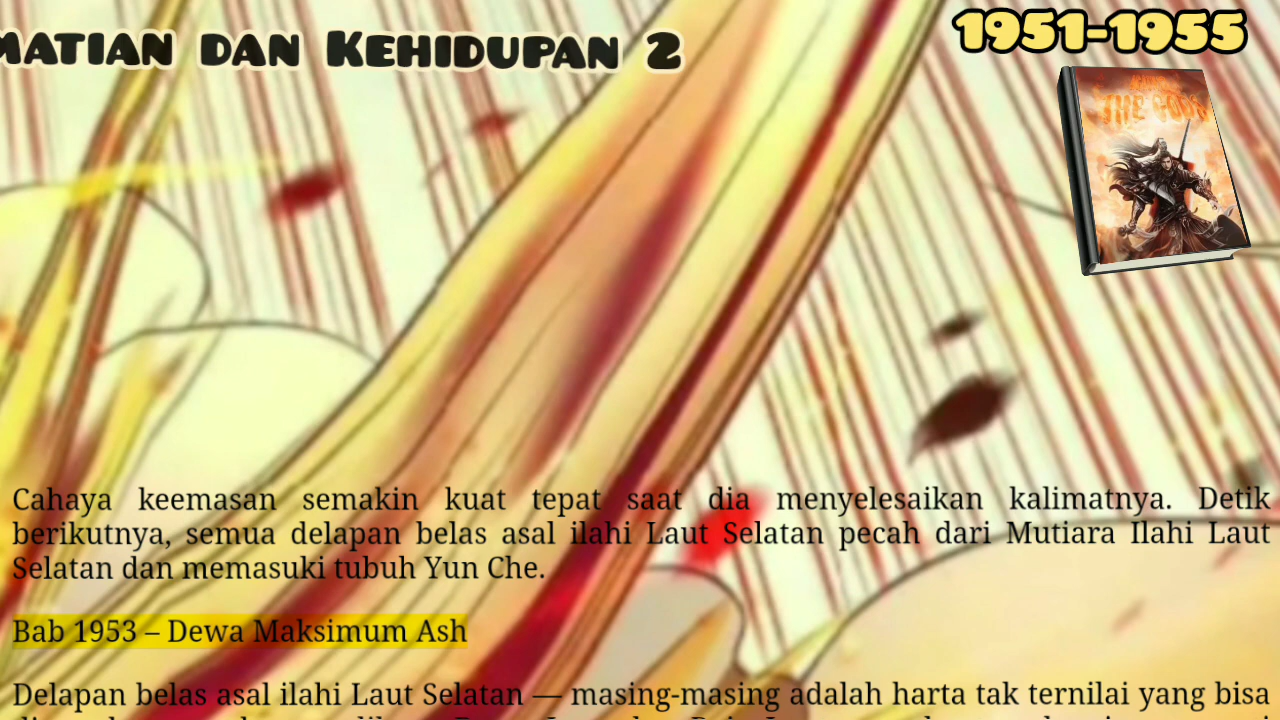 MATIAN DAN KEHIDUPAN 2
1951-1955
THE GODS
Cahaya keemasan semakin kuat tepat saat dia menyelesaikan kalimatnya. Detik
berikutnya, semua delapan belas asal ilahi Laut Selatan pecah dari Mutiara Ilahi Laut
Selatan dan memasuki tubuh Yun Che.
Bab 1953 – Dewa Maksimum Ash
Delapan belas asal ilahi Laut Selatan — masing-masing adalah harta tak ternilai yang bisa